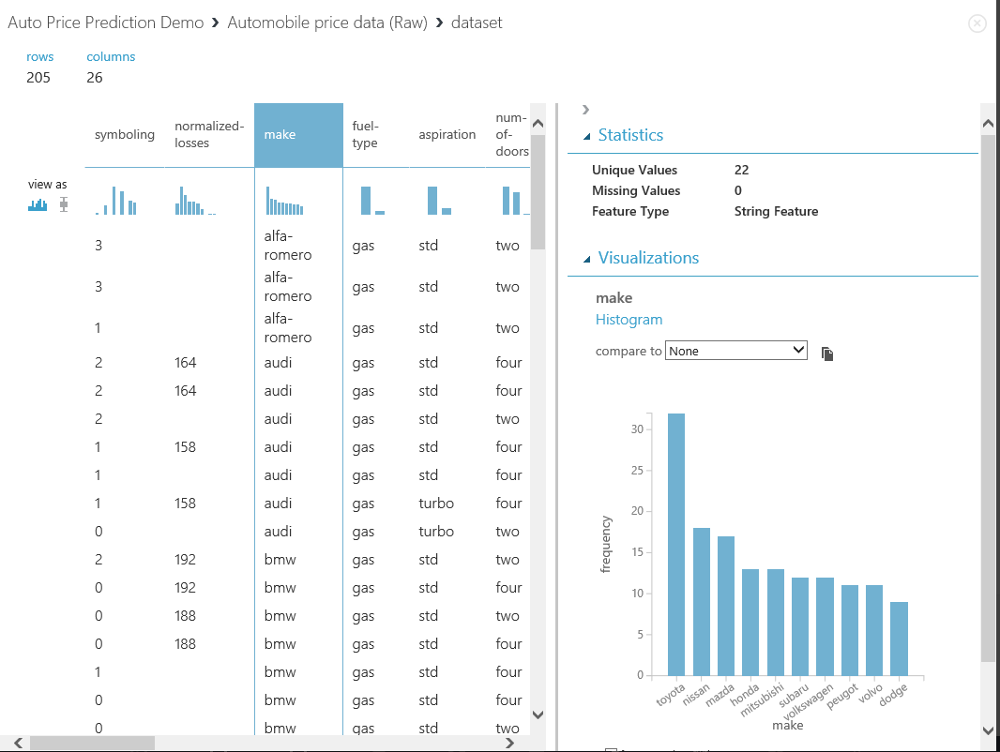 Auto Price Prediction Demo › Automobile price data (Raw) › dataset
rows columns
205 26
symboling normalized-losses make fuel-type aspiration num-of-doors
view as
3 alfa-romero gas std two
3 alfa-romero gas std two
1 alfa-romero gas std two
2 164 audi gas std four
2 164 audi gas std four
2 audi gas std two
1 158 audi gas std four
1 audi gas std four
1 158 audi gas turbo four
0 audi gas turbo two
2 192 bmw gas std two
0 192 bmw gas std four
0 188 bmw gas std two
0 188 bmw gas std four
1 bmw gas std four
0 bmw gas std four
0 bmw gas std two
Statistics
Unique Values 22
Missing Values 0
Feature Type String Feature
Visualizations
make
Histogram
compare to None
frequency
30
25
20
15
10
5
0
toyota nissan mazda honda mitsubishi subaru volkswagen peugot volvo dodge
make